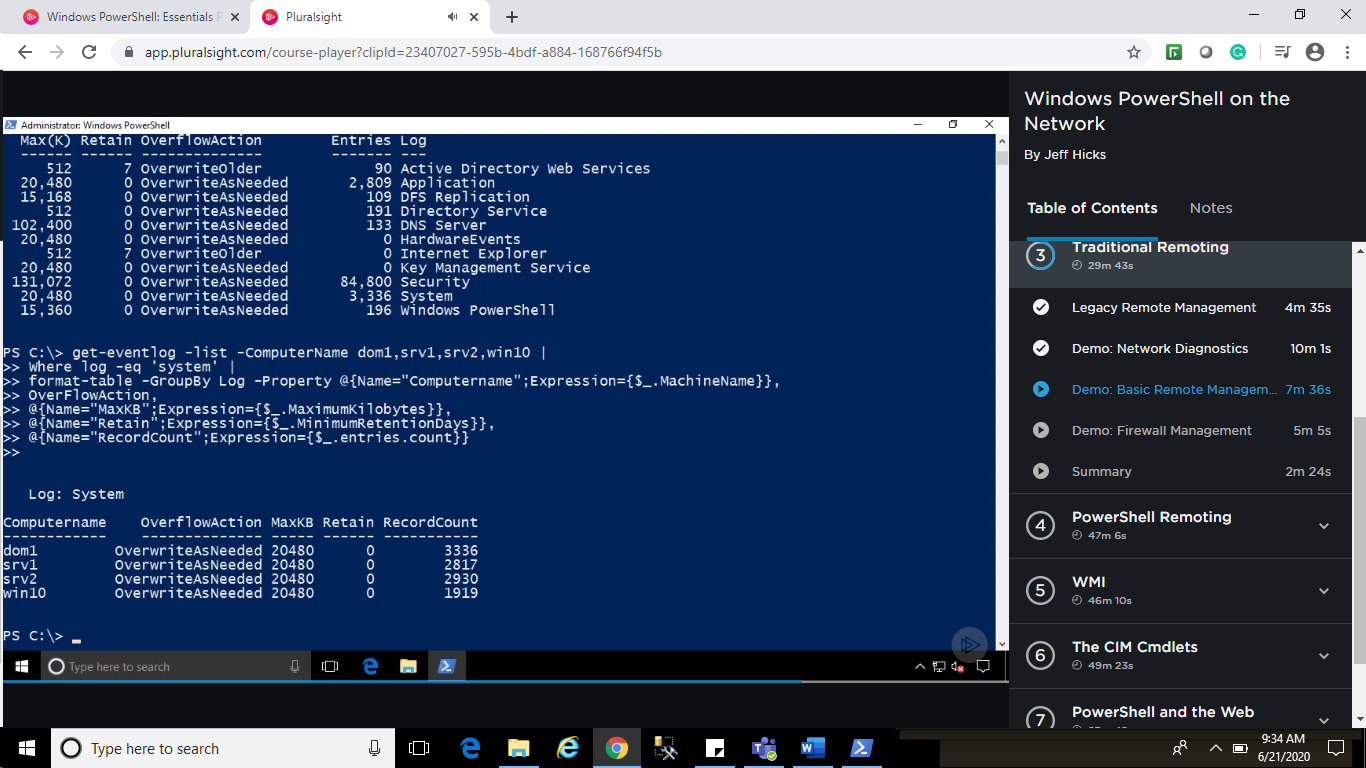 Windows PowerShell: Essentials P
Pluralsight
app.pluralsight.com/course-player?clipId=23407027-595b-4bdf-a884-168766f94f5b
Administrator: Windows PowerShell
Max(K) Retain OverflowAction        Entries Log
------ ------ --------------        ------- ---
512      7 OverwriteOlder             90 Active Directory Web Services
20,480      0 OverwriteAsNeeded       2,809 Application
15,168      0 OverwriteAsNeeded         109 DFS Replication
512      0 OverwriteAsNeeded         191 Directory Service
102,400      0 OverwriteAsNeeded         133 DNS Server
20,480      0 OverwriteAsNeeded           0 HardwareEvents
512      7 OverwriteOlder              0 Internet Explorer
20,480      0 OverwriteAsNeeded           0 Key Management Service
131,072      0 OverwriteAsNeeded      84,800 Security
20,480      0 OverwriteAsNeeded       3,336 System
15,360      0 OverwriteAsNeeded         196 Windows PowerShell
PS C:\> get-eventlog -list -ComputerName dom1,srv1,srv2,win10 |
>> Where log -eq 'system' |
>> format-table -GroupBy Log -Property @{Name="Computername";Expression={$_.MachineName}},
>> OverFlowAction,
>> @{Name="MaxKB";Expression={$_.MaximumKilobytes}},
>> @{Name="Retain";Expression={$_.MinimumRetentionDays}},
>> @{Name="RecordCount";Expression={$_.entries.count}}
>>
Log: System
Computername    OverflowAction MaxKB Retain RecordCount
------------    -------------- ----- ------ -----------
dom1         OverwriteAsNeeded 20480      0        3336
srv1         OverwriteAsNeeded 20480      0        2817
srv2         OverwriteAsNeeded 20480      0        2930
win10        OverwriteAsNeeded 20480      0        1919
PS C:\> _
Type here to search
Windows PowerShell on the
Network
By Jeff Hicks
Table of Contents
Notes
3 Traditional Remoting
29m 43s
Legacy Remote Management 4m 35s
Demo: Network Diagnostics 10m 1s
Demo: Basic Remote Managem... 7m 36s
Demo: Firewall Management 5m 5s
Summary 2m 24s
4 PowerShell Remoting
47m 6s
5 WMI
46m 10s
6 The CIM Cmdlets
49m 23s
7 PowerShell and the Web
Type here to search
9:34 AM
6/21/2020